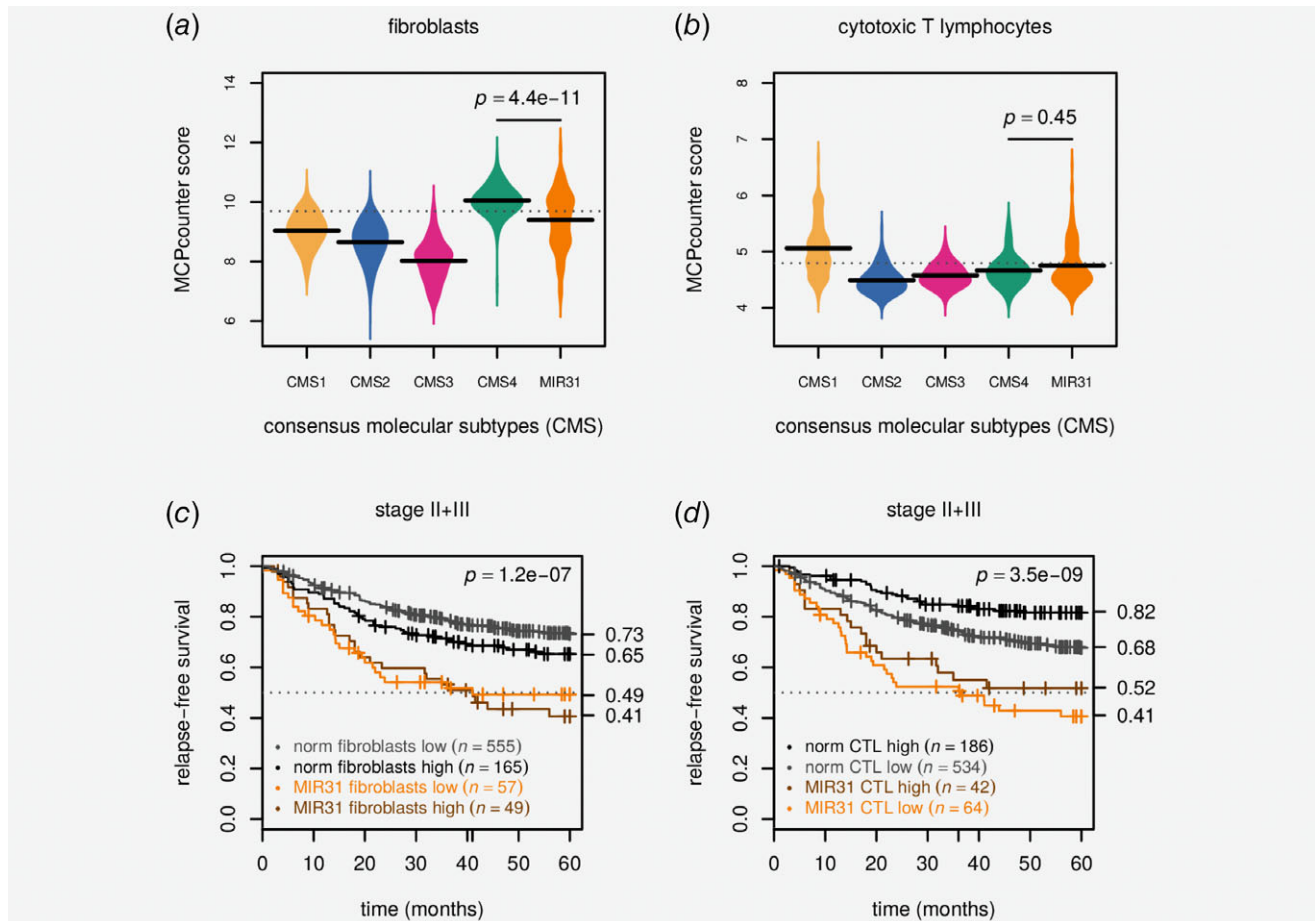 (a)
fibroblasts
MCPcounter score
14
12
10
8
6
p = 4.4e−11
CMS1 CMS2 CMS3 CMS4 MIR31
consensus molecular subtypes (CMS)
(b)
cytotoxic T lymphocytes
MCPcounter score
8
7
6
5
4
p = 0.45
CMS1 CMS2 CMS3 CMS4 MIR31
consensus molecular subtypes (CMS)
(c)
stage II+III
relapse-free survival
1.0
0.8
0.6
0.4
0.2
0.0
p = 1.2e−07
0.73
0.65
0.49
0.41
norm fibroblasts low (n = 555)
norm fibroblasts high (n = 165)
MIR31 fibroblasts low (n = 57)
MIR31 fibroblasts high (n = 49)
0 10 20 30 40 50 60
time (months)
(d)
stage II+III
relapse-free survival
1.0
0.8
0.6
0.4
0.2
0.0
p = 3.5e−09
0.82
0.68
0.52
0.41
norm CTL high (n = 186)
norm CTL low (n = 534)
MIR31 CTL high (n = 42)
MIR31 CTL low (n = 64)
0 10 20 30 40 50 60
time (months)